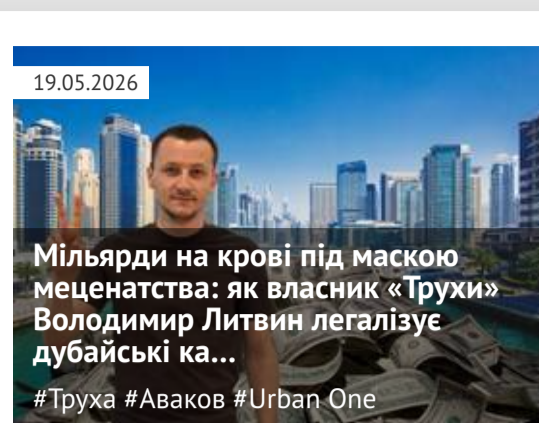 19.05.2026
Мільярди на крові під маскою
меценатства: як власник «Трухи»
Володимир Литвин легалізує
дубайські ка...
#Труха #Аваков #Urban One